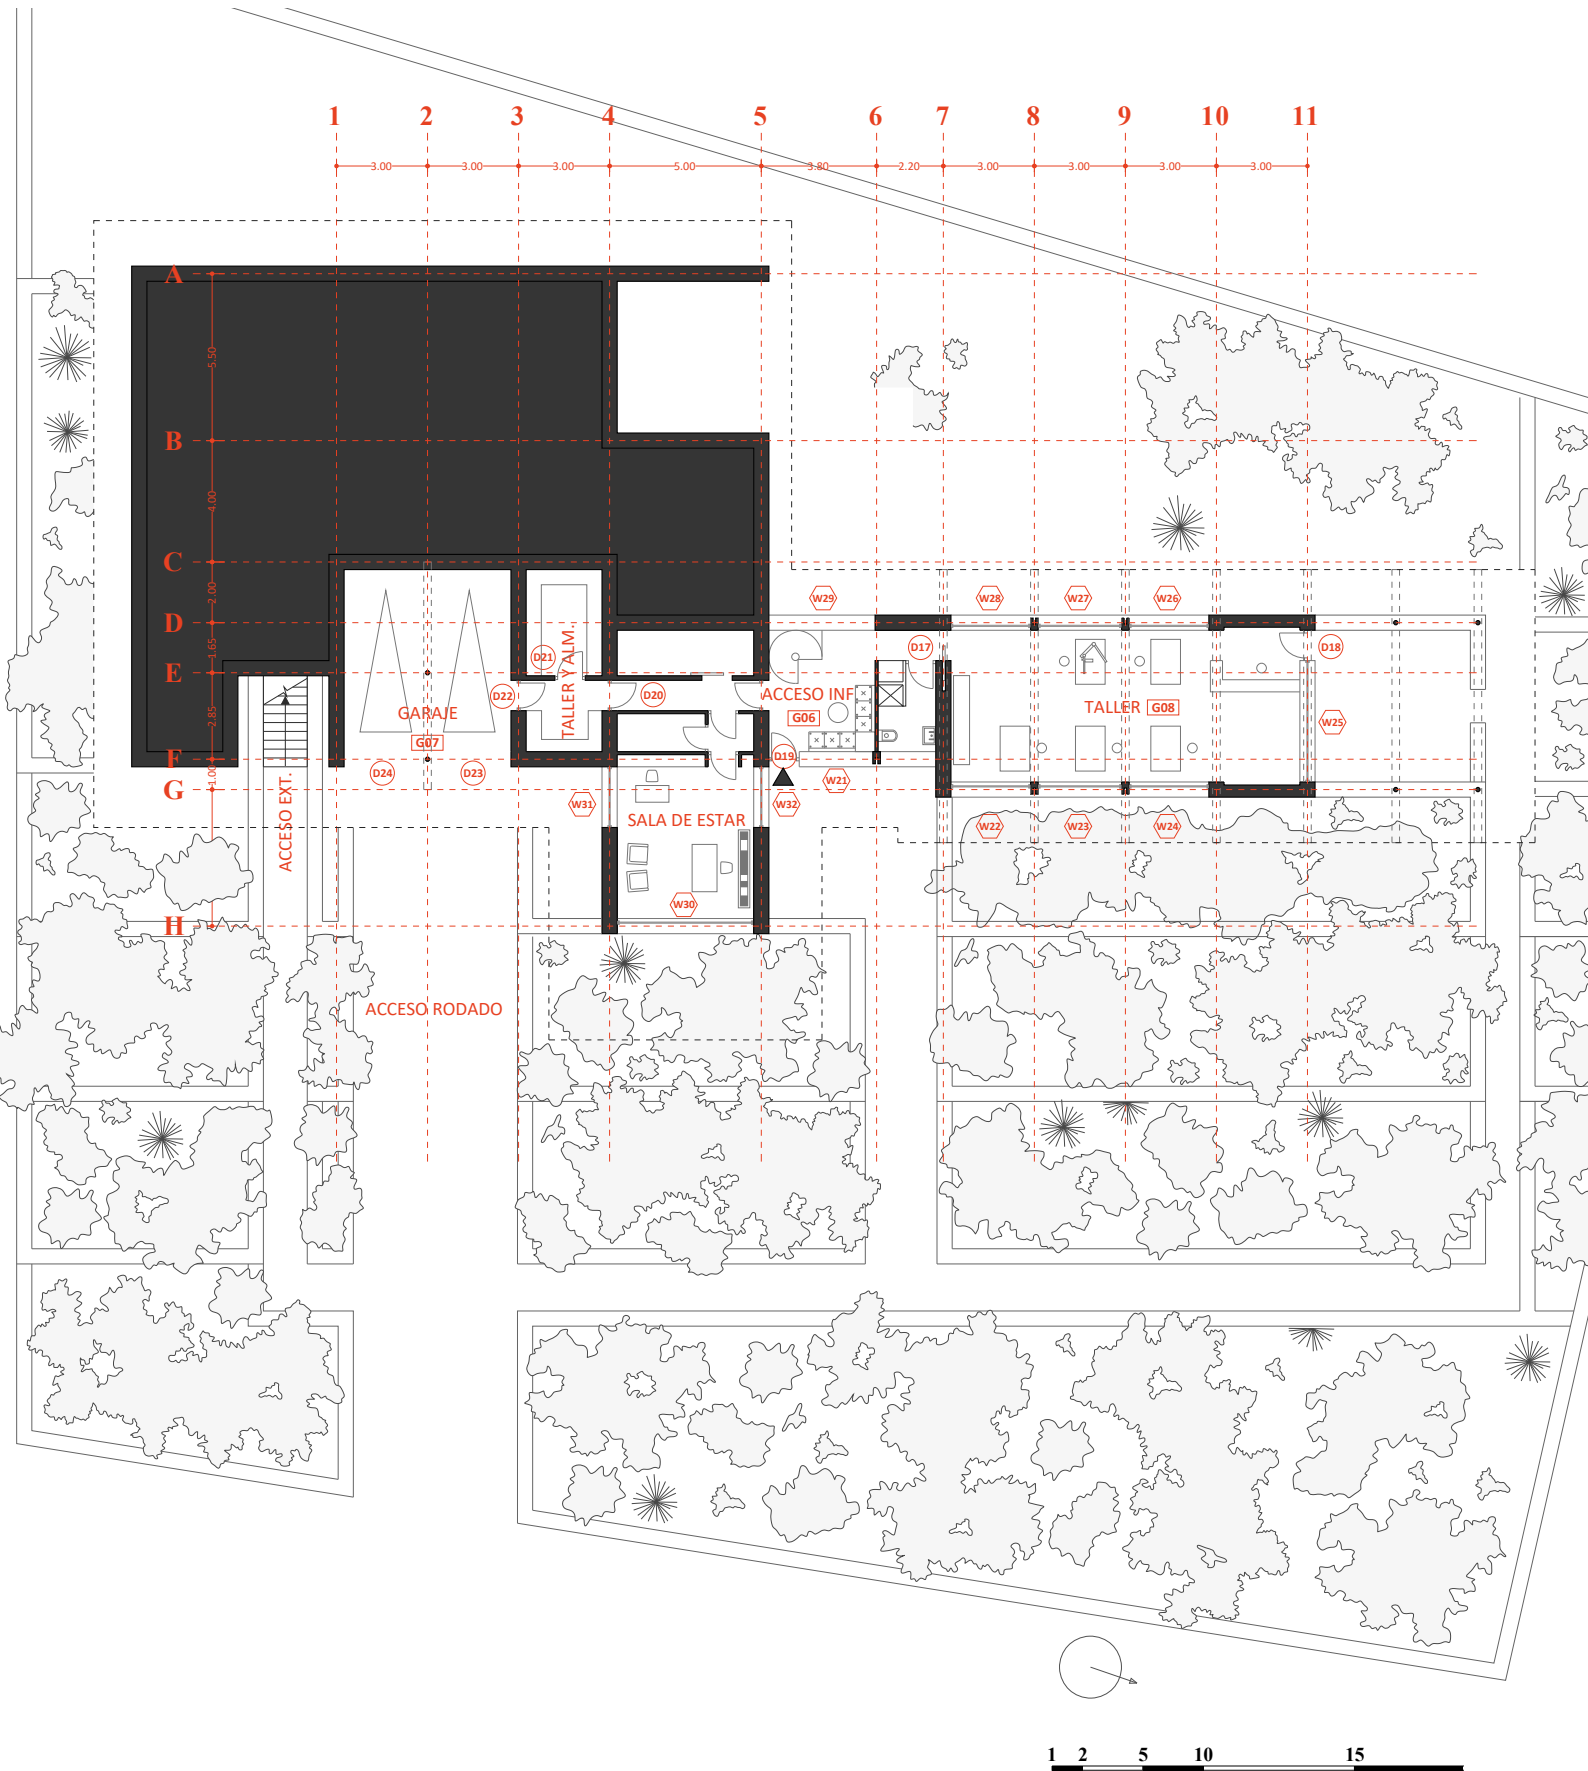 1 2 3 4 5 6 7 8 9 10 11
3.00 3.00 3.00 5.00 3.80 2.20 3.00 3.00 3.00 3.00
A
5.50
B
4.00
C
2.00
D
1.65
E
2.85
F
1.00
G
H
W29
W28
W27
W26
D17
D18
D21
D22
D20
TALLER Y ALM.
ACCESO INF
G06
GARAJE
G07
TALLER
G08
W25
D24
D23
D19
W21
W31
W32
SALA DE ESTAR
W22
W23
W24
ACCESO EXT.
W30
ACCESO RODADO
1 2 5 10 15